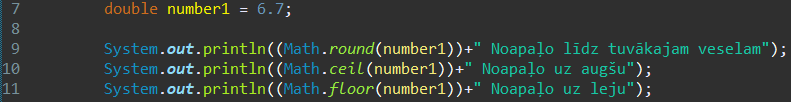 7 double number1 = 6.7;
8
9 System.out.println((Math.round(number1))+" Noapaļo līdz tuvākajam veselam");
10 System.out.println((Math.ceil(number1))+" Noapaļo uz augšu");
11 System.out.println((Math.floor(number1))+" Noapaļo uz leju");